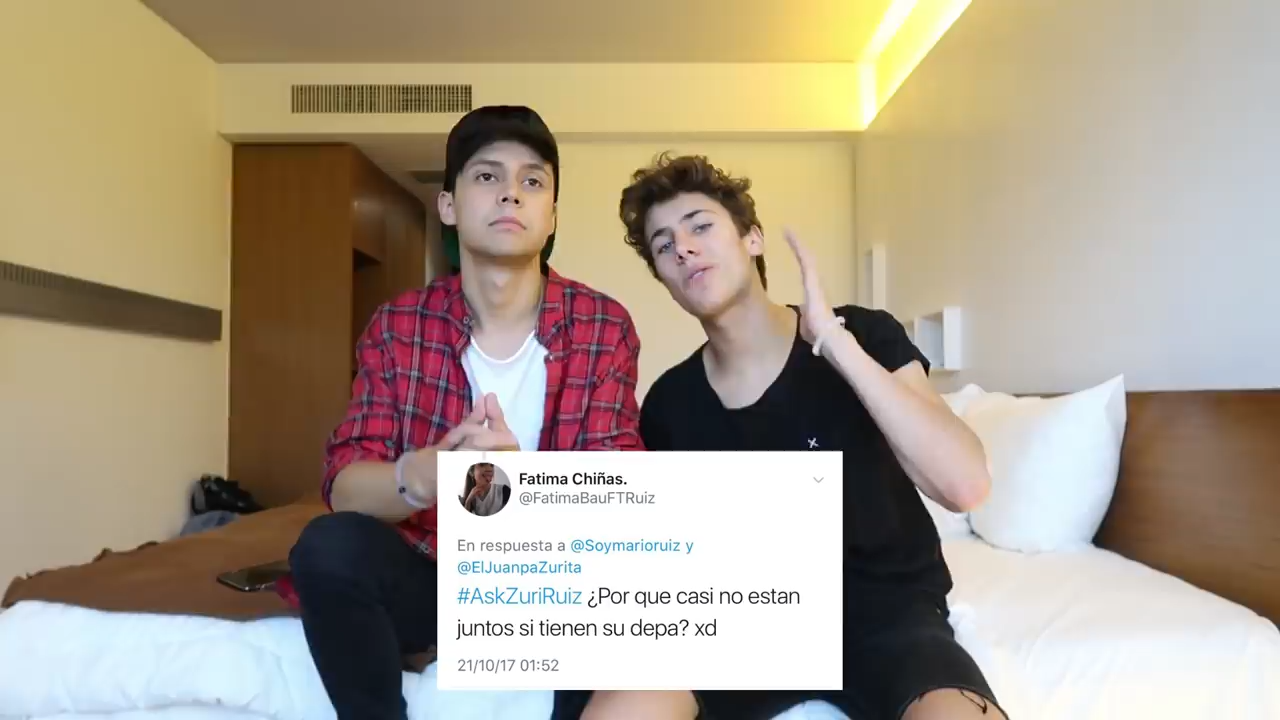 Fatima Chiñas.
@FatimaBauFTRuiz
En respuesta a @Soymarioruiz y
@ElJuanpaZurita
#AskZuriRuiz ¿Por que casi no estan
juntos si tienen su depa? xd
21/10/17 01:52